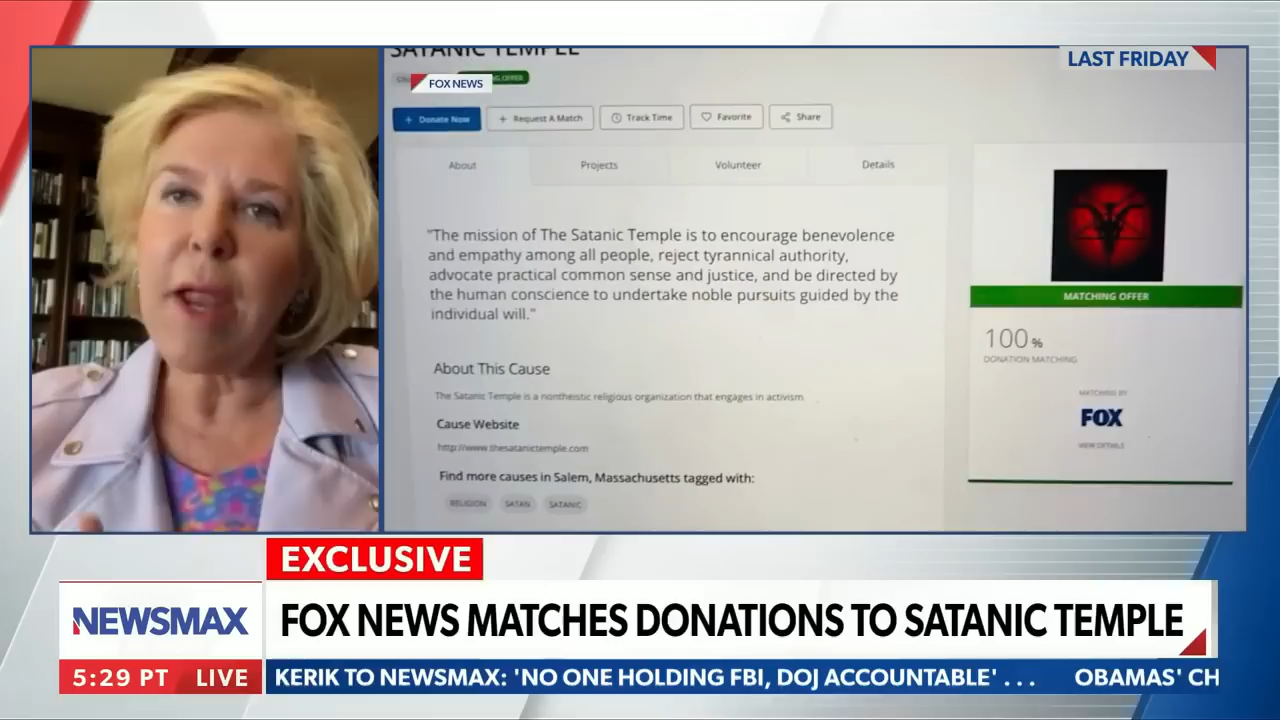 SATANIC TEMPLE
LAST FRIDAY
FOX NEWS
OFFER
+ Donate Now
+ Request A Match
Track Time
Favorite
Share
About
Projects
Volunteer
Details
"The mission of The Satanic Temple is to encourage benevolence
and empathy among all people, reject tyrannical authority,
advocate practical common sense and justice, and be directed by
the human conscience to undertake noble pursuits guided by the
individual will."
MATCHING OFFER
100%
DONATION MATCHING
MATCHING BY
FOX
VIEW DETAILS
About This Cause
The Satanic Temple is a nontheistic religious organization that engages in activism.
Cause Website
http://www.thesatanictemple.com
Find more causes in Salem, Massachusetts tagged with:
RELIGION
SATAN
SATANIC
EXCLUSIVE
NEWSMAX
FOX NEWS MATCHES DONATIONS TO SATANIC TEMPLE
5:29 PT LIVE
KERIK TO NEWSMAX: 'NO ONE HOLDING FBI, DOJ ACCOUNTABLE' . . . OBAMAS' CH